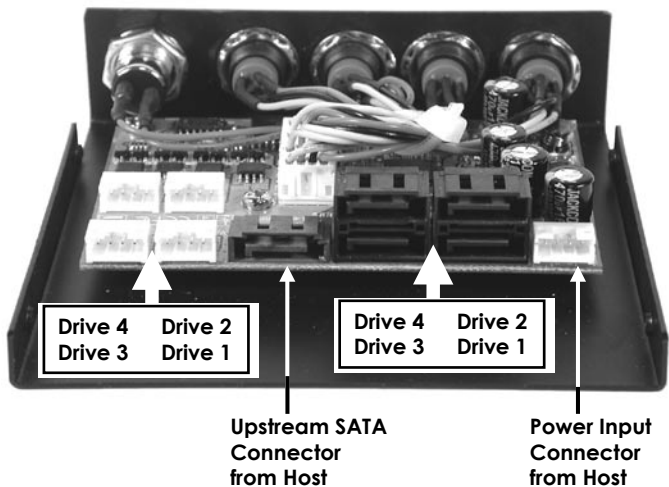 Drive 4 Drive 2
Drive 3 Drive 1
Drive 4 Drive 2
Drive 3 Drive 1
Upstream SATA
Connector
from Host
Power Input
Connector
from Host